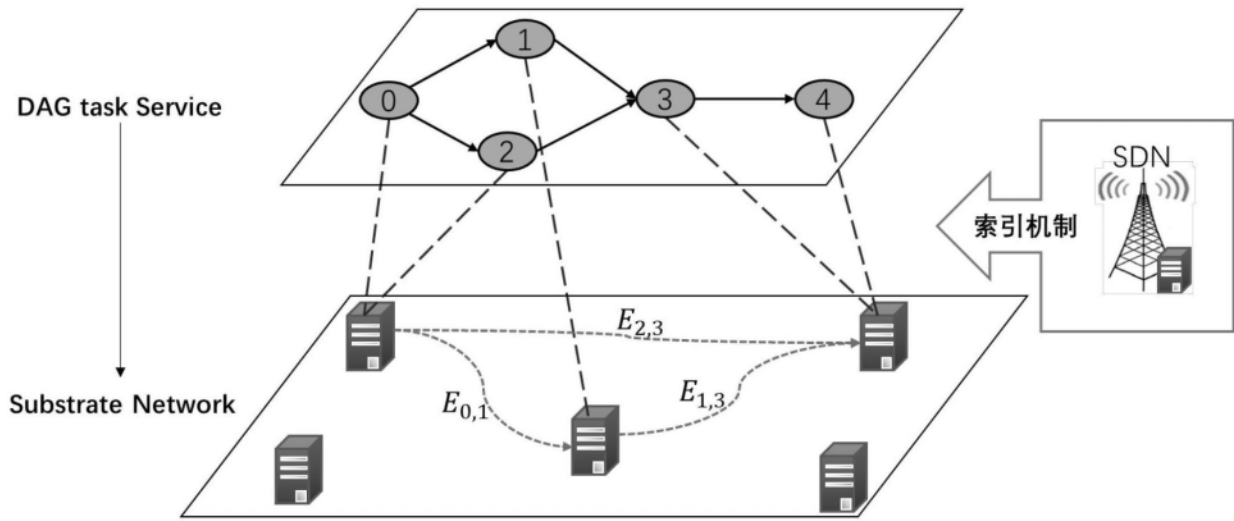 1
DAG task Service
0
3
4
2
SDN
索引机制
E2,3
E0,1
E1,3
Substrate Network